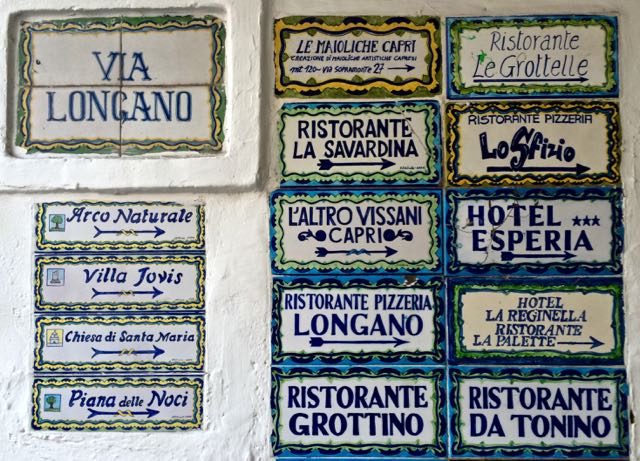 VIA
LONGANO
Arco Naturale
Villa Jovis
Chiesa di Santa Maria
Piana delle Noci
LE MAIOLICHE CAPRI
CREAZIONE DI MAIOLICHE ARTISTICHE CAPRESI
mt 120 ~ VIA SOPRAMONTE 27
RISTORANTE
LA SAVARDINA
L'ALTRO VISSANI
CAPRI
RISTORANTE PIZZERIA
LONGANO
RISTORANTE
GROTTINO
Ristorante
Le Grottelle
RISTORANTE PIZZERIA
Lo Sfizio
HOTEL ***
ESPERIA
HOTEL
LA REGINELLA
RISTORANTE
LA PALETTE
RISTORANTE
DA TONINO